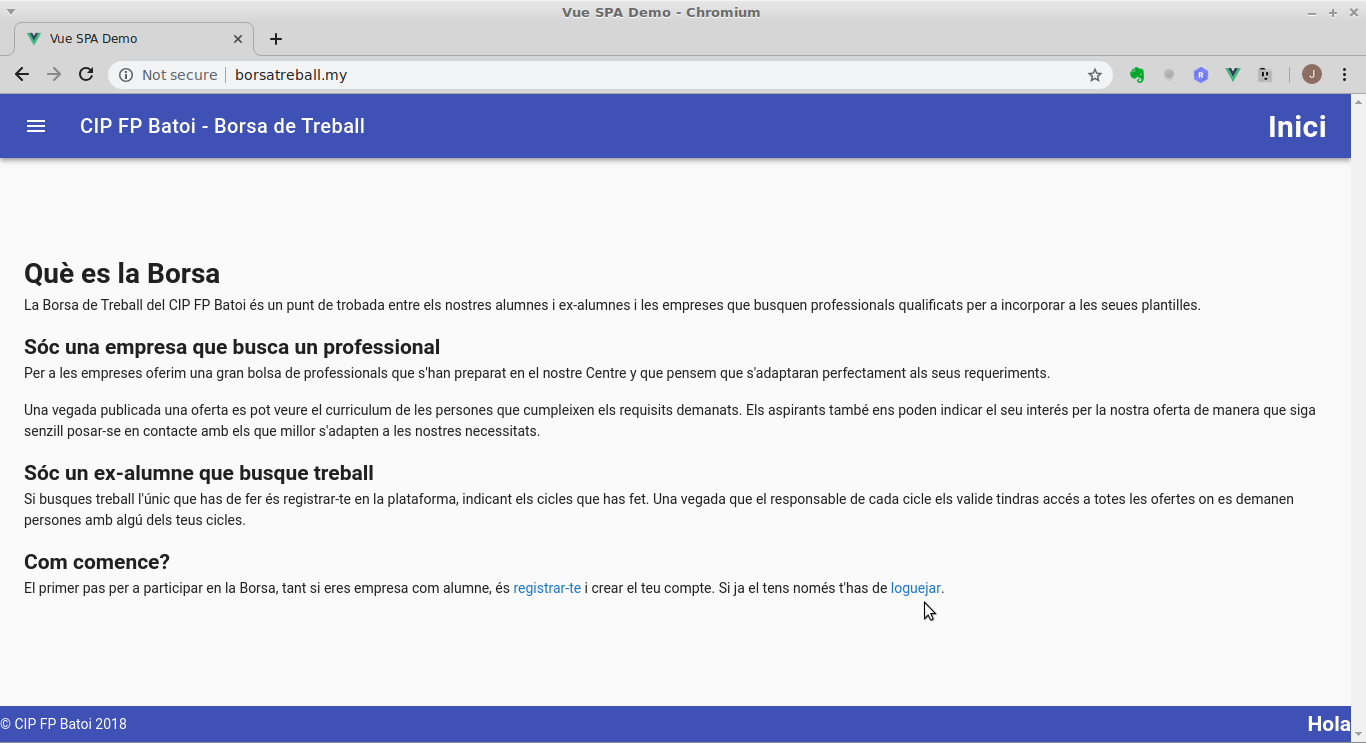 Vue SPA Demo - Chromium
Vue SPA Demo
Not secure
borsatreball.my
J
CIP FP Batoi - Borsa de Treball
Inici
Què es la Borsa
La Borsa de Treball del CIP FP Batoi és un punt de trobada entre els nostres alumnes i ex-alumnes i les empreses que busquen professionals qualificats per a incorporar a les seues plantilles.
Sóc una empresa que busca un professional
Per a les empreses oferim una gran bolsa de professionals que s'han preparat en el nostre Centre y que pensem que s'adaptaran perfectament als seus requeriments.
Una vegada publicada una oferta es pot veure el curriculum de les persones que cumpleixen els requisits demanats. Els aspirants també ens poden indicar el seu interés per la nostra oferta de manera que siga
senzill posar-se en contacte amb els que millor s'adapten a les nostres necessitats.
Sóc un ex-alumne que busque treball
Si busques treball l'únic que has de fer és registrar-te en la plataforma, indicant els cicles que has fet. Una vegada que el responsable de cada cicle els valide tindras accés a totes les ofertes on es demanen
persones amb algú dels teus cicles.
Com comence?
El primer pas per a participar en la Borsa, tant si eres empresa com alumne, és registrar-te i crear el teu compte. Si ja el tens només t'has de loguejar.
© CIP FP Batoi 2018
Hola